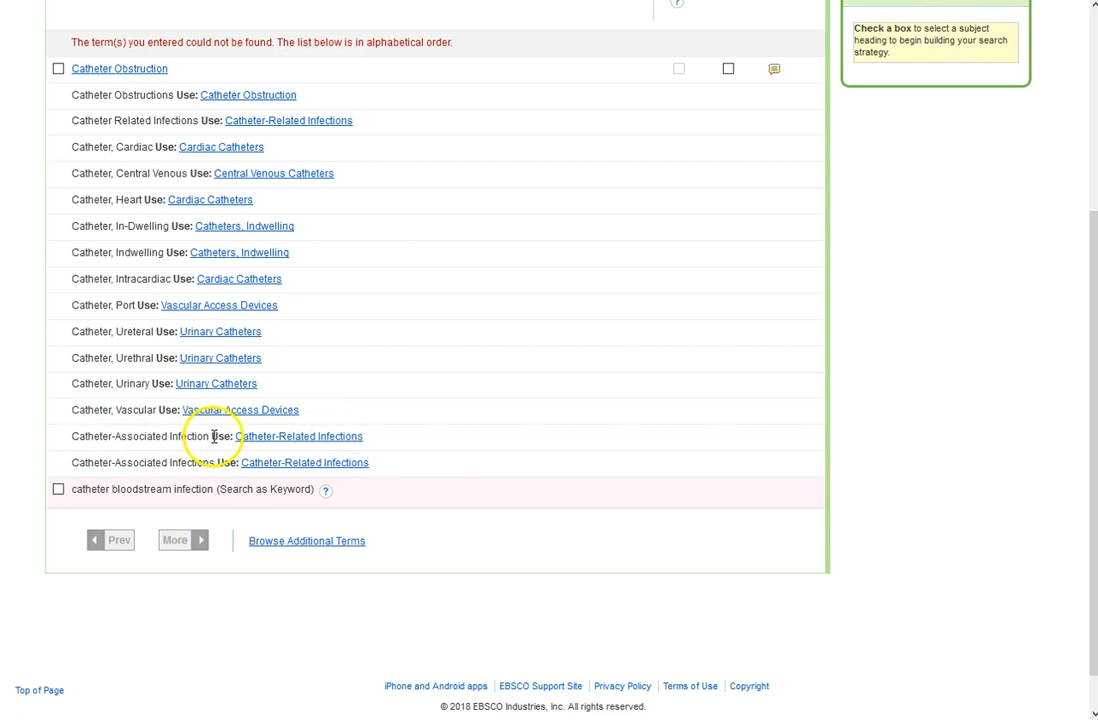 ?
Check a box to select a subject
heading to begin building your search
strategy.
The term(s) you entered could not be found. The list below is in alphabetical order.
Catheter Obstruction
Catheter Obstructions Use: Catheter Obstruction
Catheter Related Infections Use: Catheter-Related Infections
Catheter, Cardiac Use: Cardiac Catheters
Catheter, Central Venous Use: Central Venous Catheters
Catheter, Heart Use: Cardiac Catheters
Catheter, In-Dwelling Use: Catheters, Indwelling
Catheter, Indwelling Use: Catheters, Indwelling
Catheter, Intracardiac Use: Cardiac Catheters
Catheter, Port Use: Vascular Access Devices
Catheter, Ureteral Use: Urinary Catheters
Catheter, Urethral Use: Urinary Catheters
Catheter, Urinary Use: Urinary Catheters
Catheter, Vascular Use: Vascular Access Devices
Catheter-Associated Infection Use: Catheter-Related Infections
Catheter-Associated Infections Use: Catheter-Related Infections
catheter bloodstream infection (Search as Keyword) ?
Prev More Browse Additional Terms
iPhone and Android apps EBSCO Support Site Privacy Policy Terms of Use Copyright
Top of Page
© 2018 EBSCO Industries, Inc. All rights reserved.